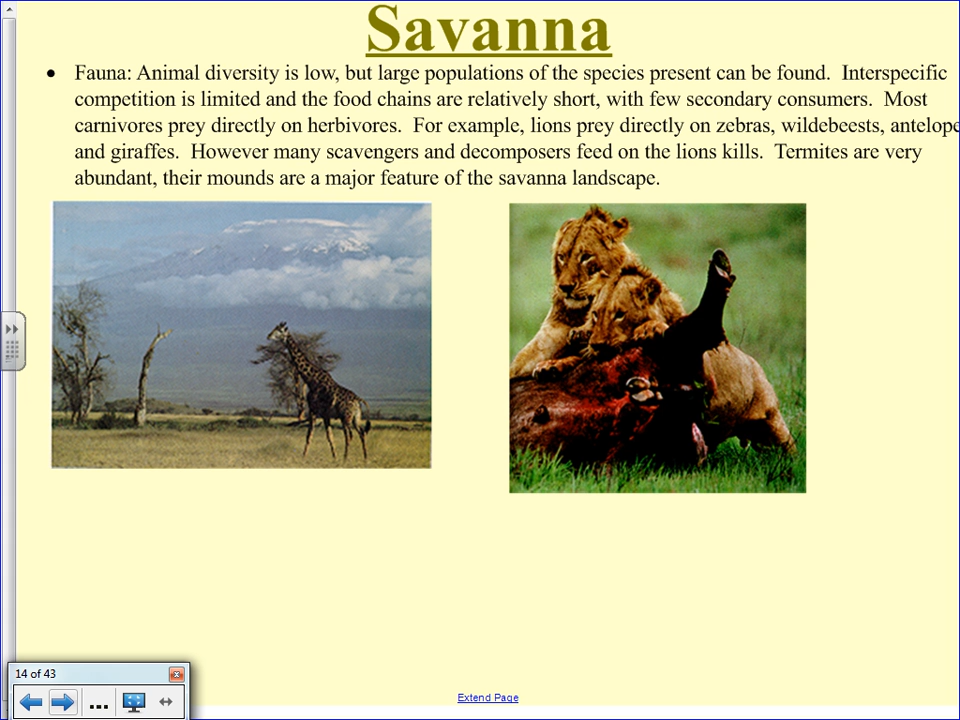 Savanna
• Fauna: Animal diversity is low, but large populations of the species present can be found. Interspecific
competition is limited and the food chains are relatively short, with few secondary consumers. Most
carnivores prey directly on herbivores. For example, lions prey directly on zebras, wildebeests, antelope
and giraffes. However many scavengers and decomposers feed on the lions kills. Termites are very
abundant, their mounds are a major feature of the savanna landscape.
14 of 43
...
Extend Page